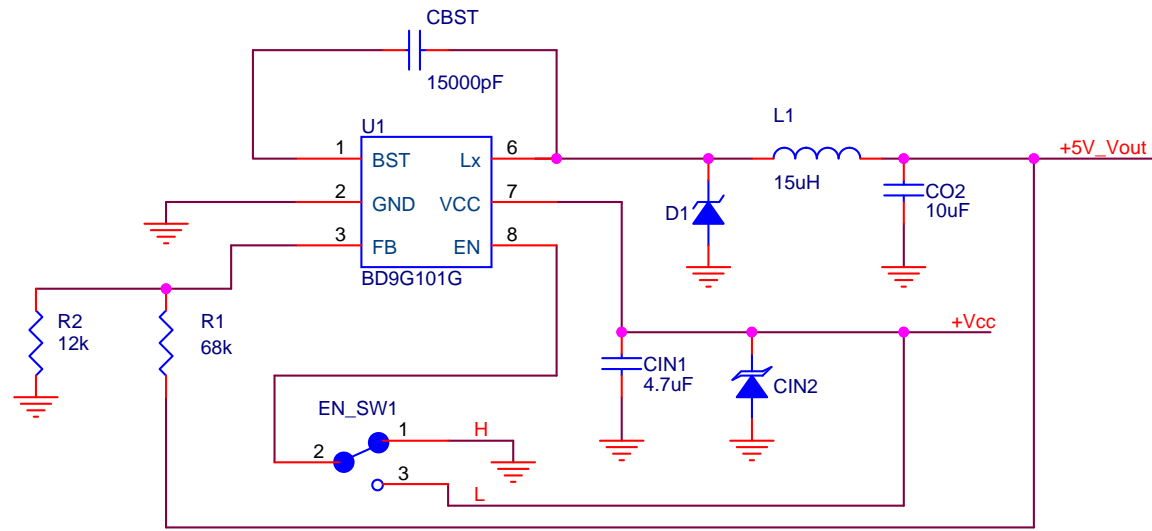 CBST
15000pF
U1
1 BST Lx 6
2 GND VCC 7
3 FB EN 8
BD9G101G
L1
15uH
+5V_Vout
D1
CO2
10uF
R2
12k
R1
68k
+Vcc
CIN1
4.7uF
CIN2
EN_SW1
1 H
2
3
L